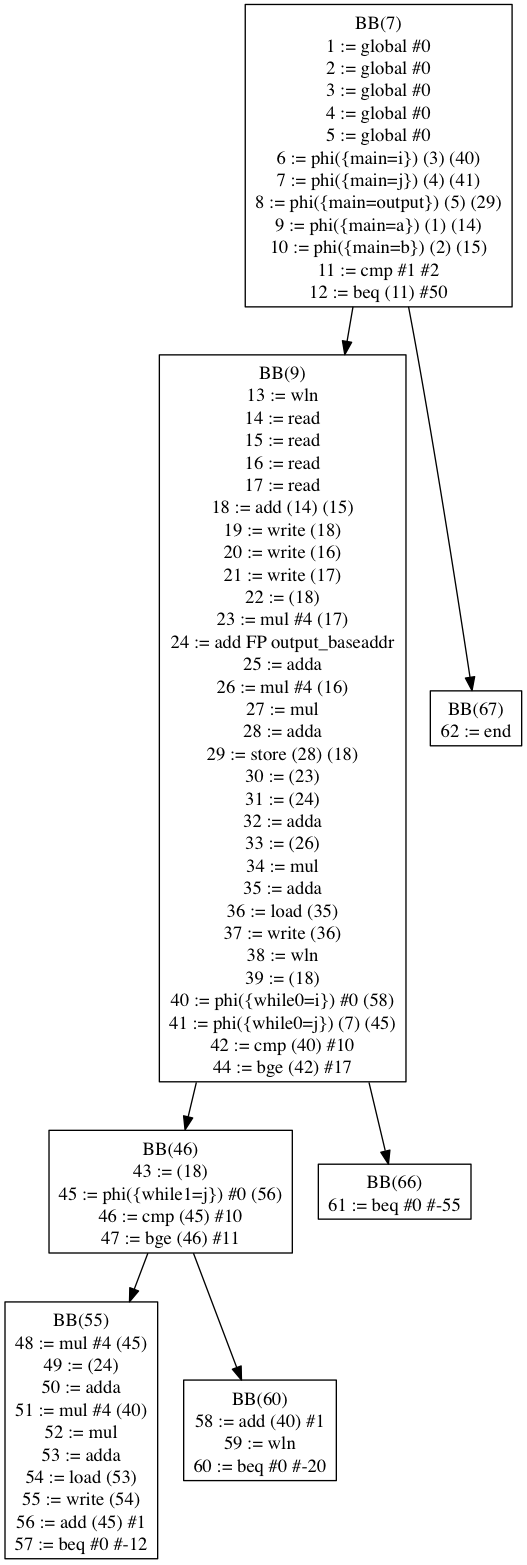 BB(7)
1 := global #0
2 := global #0
3 := global #0
4 := global #0
5 := global #0
6 := phi({main=i}) (3) (40)
7 := phi({main=j}) (4) (41)
8 := phi({main=output}) (5) (29)
9 := phi({main=a}) (1) (14)
10 := phi({main=b}) (2) (15)
11 := cmp #1 #2
12 := beq (11) #50
BB(9)
13 := wln
14 := read
15 := read
16 := read
17 := read
18 := add (14) (15)
19 := write (18)
20 := write (16)
21 := write (17)
22 := (18)
23 := mul #4 (17)
24 := add FP output_baseaddr
25 := adda
26 := mul #4 (16)
27 := mul
28 := adda
29 := store (28) (18)
30 := (23)
31 := (24)
32 := adda
33 := (26)
34 := mul
35 := adda
36 := load (35)
37 := write (36)
38 := wln
39 := (18)
40 := phi({while0=i}) #0 (58)
41 := phi({while0=j}) (7) (45)
42 := cmp (40) #10
44 := bge (42) #17
BB(67)
62 := end
BB(46)
43 := (18)
45 := phi({while1=j}) #0 (56)
46 := cmp (45) #10
47 := bge (46) #11
BB(66)
61 := beq #0 #-55
BB(55)
48 := mul #4 (45)
49 := (24)
50 := adda
51 := mul #4 (40)
52 := mul
53 := adda
54 := load (53)
55 := write (54)
56 := add (45) #1
57 := beq #0 #-12
BB(60)
58 := add (40) #1
59 := wln
60 := beq #0 #-20